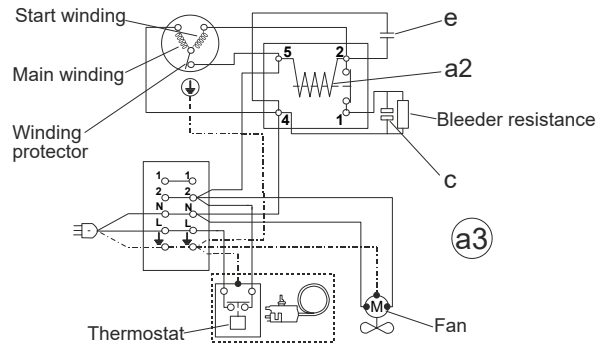 Start winding
Main winding
Winding
protector
5 2
4 1
e
a2
Bleeder resistance
c
1 1
2 2
N N
L L
a3
M
Fan
Thermostat